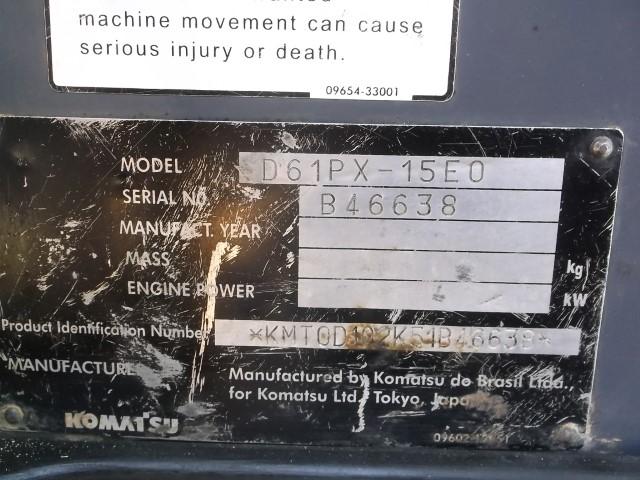 machine movement can cause
serious injury or death.
09654-33001
MODEL D61PX-15E0
SERIAL NO. B46638
MANUFACT. YEAR
MASS kg
ENGINE POWER kW
Product Identification Number *KMT0D102K51B46638*
MANUFACTURER
Manufactured by Komatsu do Brasil Ltda.,
for Komatsu Ltd. Tokyo, Japan
KOMATSU